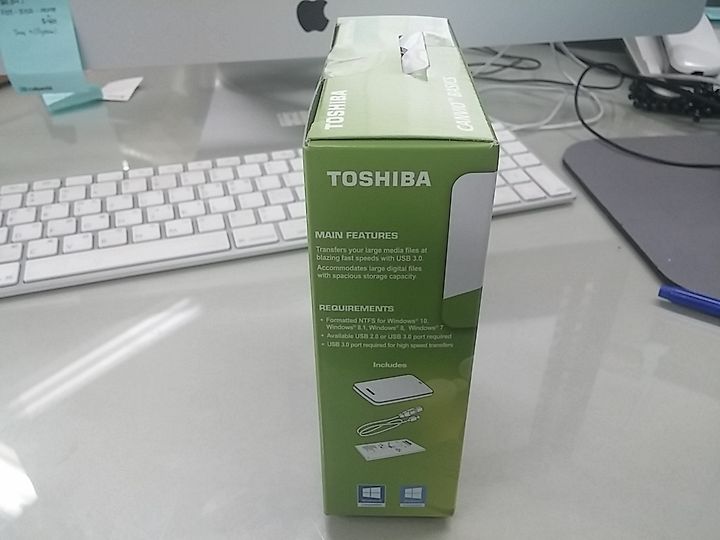 TOSHIBA
CANVIO BASICS
TOSHIBA
MAIN FEATURES
Transfers your large media files at
blazing fast speeds with USB 3.0.
Accommodates large digital files
with spacious storage capacity.
REQUIREMENTS
• Formatted NTFS for Windows® 10,
Windows® 8.1, Windows® 8, Windows® 7
• Available USB 2.0 or USB 3.0 port required
• USB 3.0 port required for high speed transfers
Includes